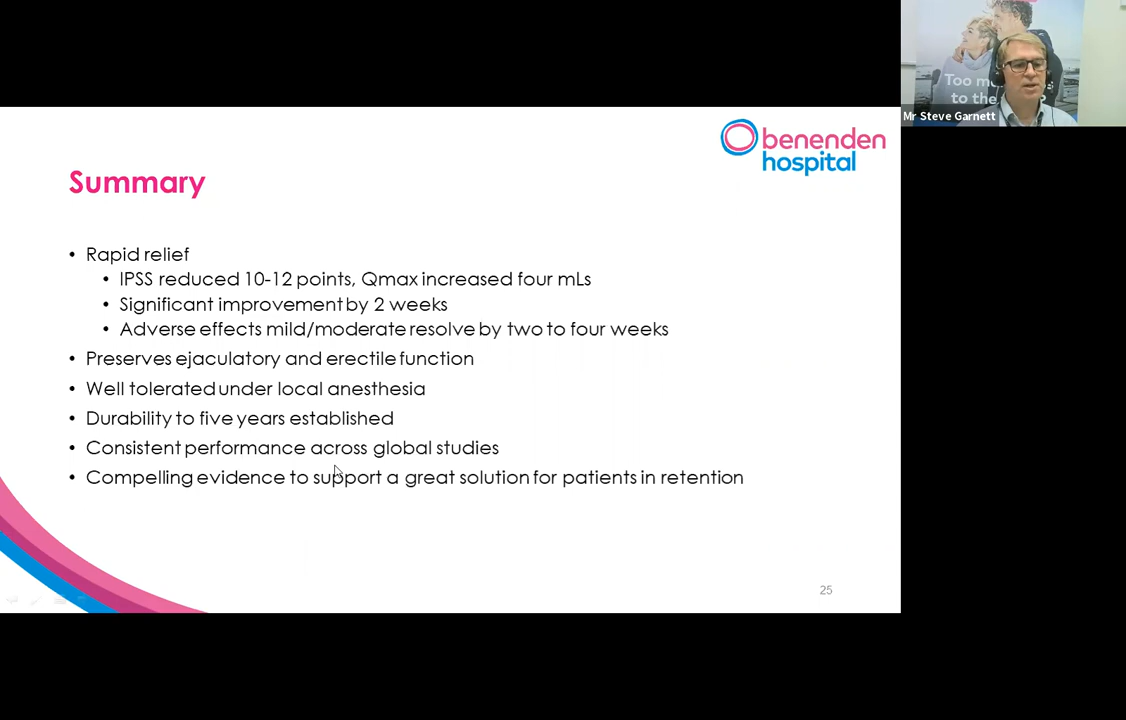 Too m
to the
?
Mr Steve Garnett
benenden
hospital
Summary
• Rapid relief
• IPSS reduced 10-12 points, Qmax increased four mLs
• Significant improvement by 2 weeks
• Adverse effects mild/moderate resolve by two to four weeks
• Preserves ejaculatory and erectile function
• Well tolerated under local anesthesia
• Durability to five years established
• Consistent performance across global studies
• Compelling evidence to support a great solution for patients in retention
25